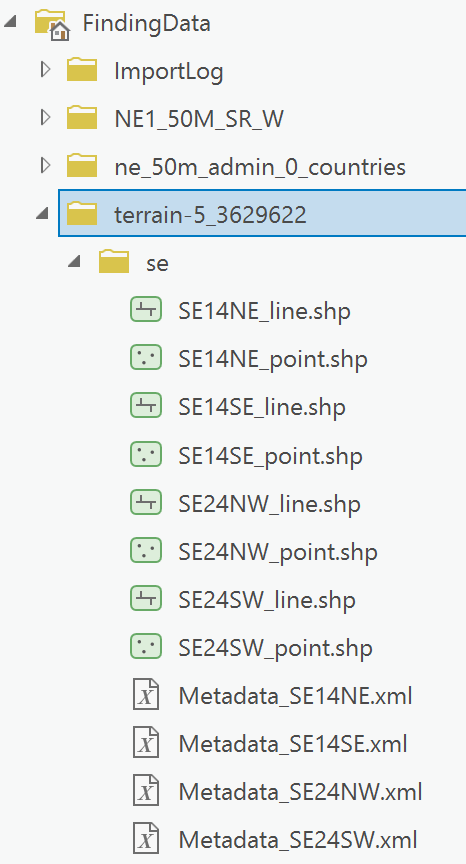 FindingData
ImportLog
NE1_50M_SR_W
ne_50m_admin_0_countries
terrain-5_3629622
se
SE14NE_line.shp
SE14NE_point.shp
SE14SE_line.shp
SE14SE_point.shp
SE24NW_line.shp
SE24NW_point.shp
SE24SW_line.shp
SE24SW_point.shp
Metadata_SE14NE.xml
Metadata_SE14SE.xml
Metadata_SE24NW.xml
Metadata_SE24SW.xml